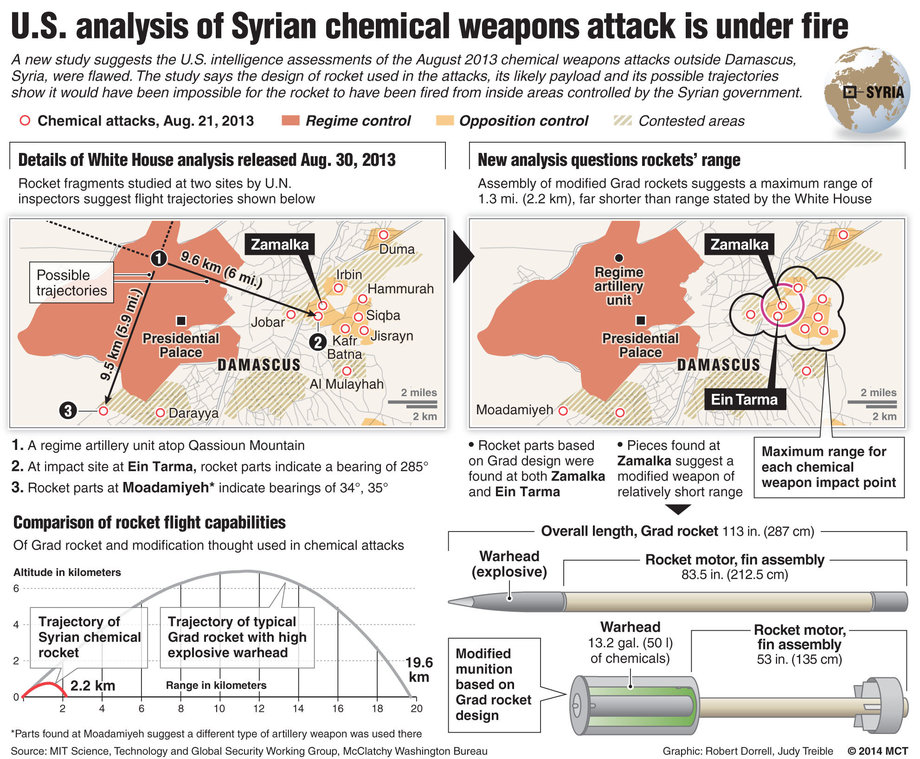 U.S. analysis of Syrian chemical weapons attack is under fire
A new study suggests the U.S. intelligence assessments of the August 2013 chemical weapons attacks outside Damascus,
Syria, were flawed. The study says the design of rocket used in the attacks, its likely payload and its possible trajectories
show it would have been impossible for the rocket to have been fired from inside areas controlled by the Syrian government.
SYRIA
Chemical attacks, Aug. 21, 2013
Regime control
Opposition control
Contested areas
Details of White House analysis released Aug. 30, 2013
Rocket fragments studied at two sites by U.N.
inspectors suggest flight trajectories shown below
Possible
trajectories
1
9.6 km (6 mi.)
9.5 km (5.9 mi.)
Zamalka
Duma
Irbin
Hammurah
Jobar
Siqba
Jisrayn
2
Kafr
Batna
Presidential
Palace
DAMASCUS
Al Mulayhah
3
Darayya
2 miles
2 km
1. A regime artillery unit atop Qassioun Mountain
2. At impact site at Ein Tarma, rocket parts indicate a bearing of 285°
3. Rocket parts at Moadamiyeh* indicate bearings of 34°, 35°
New analysis questions rockets' range
Assembly of modified Grad rockets suggests a maximum range of
1.3 mi. (2.2 km), far shorter than range stated by the White House
Regime
artillery
unit
Zamalka
Presidential
Palace
DAMASCUS
Ein Tarma
Moadamiyeh
2 miles
2 km
• Rocket parts based
on Grad design were
found at both Zamalka
and Ein Tarma
• Pieces found at
Zamalka suggest a
modified weapon of
relatively short range
Maximum range for
each chemical
weapon impact point
Comparison of rocket flight capabilities
Of Grad rocket and modification thought used in chemical attacks
Altitude in kilometers
6
4
2
0
Trajectory of
Syrian chemical
rocket
Trajectory of typical
Grad rocket with high
explosive warhead
2.2 km
Range in kilometers
19.6
km
2
4
6
8
10
12
14
16
18
20
Overall length, Grad rocket 113 in. (287 cm)
Warhead
(explosive)
Rocket motor, fin assembly
83.5 in. (212.5 cm)
Modified
munition
based on
Grad rocket
design
Warhead
13.2 gal. (50 l)
of chemicals)
Rocket motor,
fin assembly
53 in. (135 cm)
*Parts found at Moadamiyeh suggest a different type of artillery weapon was used there
Source: MIT Science, Technology and Global Security Working Group, McClatchy Washington Bureau
Graphic: Robert Dorrell, Judy Treible © 2014 MCT